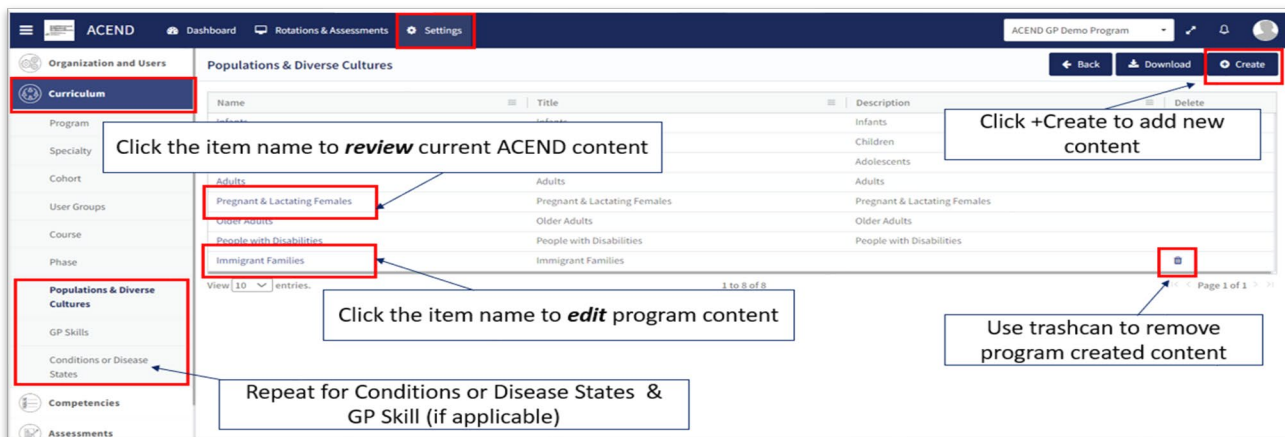 ACEND Dashboard Rotations & Assessments Settings ACEND GP Demo Program
Organization and Users
Populations & Diverse Cultures
Back Download Create
Curriculum
Name Title Description Delete
Program
Infants Infants Infants
Click +Create to add new
content
Click the item name to review current ACEND content
Specialty
Children
Adolescents
Cohort
Adults Adults Adults
User Groups
Pregnant & Lactating Females Pregnant & Lactating Females Pregnant & Lactating Females
Older Adults Older Adults Older Adults
Course
People with Disabilities People with Disabilities People with Disabilities
Phase
Immigrant Families Immigrant Families
Populations & Diverse
Cultures
View 10 entries. 1 to 8 of 8 Page 1 of 1
Click the item name to edit program content
Use trashcan to remove
program created content
GP Skills
Conditions or Disease
States
Repeat for Conditions or Disease States &
GP Skill (if applicable)
Competencies
Assessments